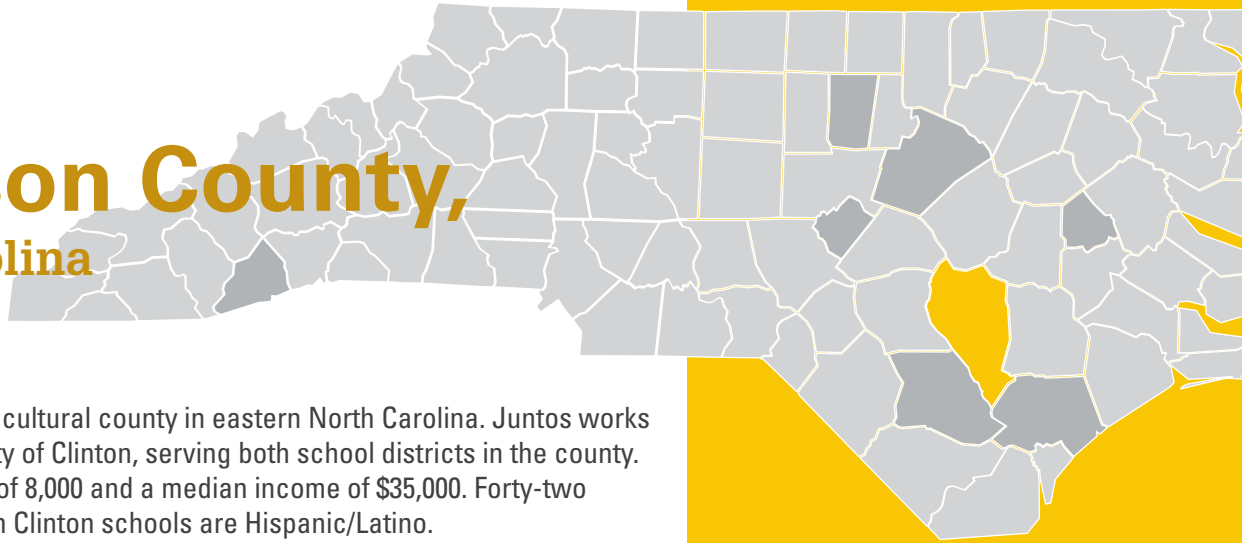 son County,
olina
cultural county in eastern North Carolina. Juntos works
ty of Clinton, serving both school districts in the county.
of 8,000 and a median income of $35,000. Forty-two
n Clinton schools are Hispanic/Latino.